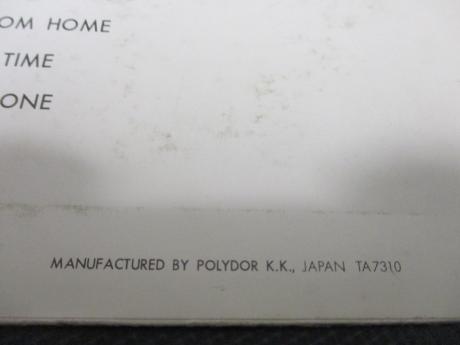 OM HOME
TIME
ONE
MANUFACTURED BY POLYDOR K.K., JAPAN TA7310